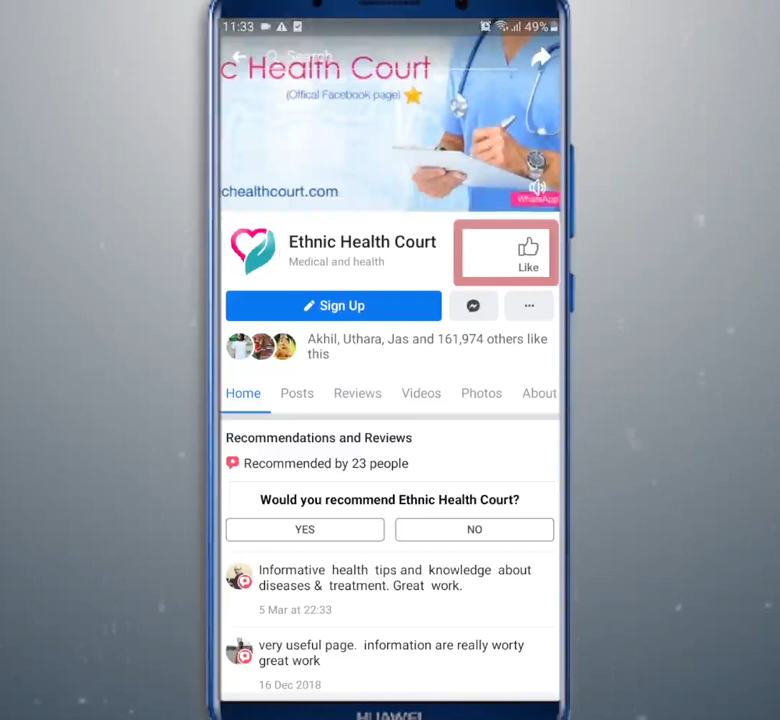 11:33
49%
Search
c Health Court
(Offical Facebook page)
chealthcourt.com
WhatsApp
Ethnic Health Court
Medical and health
Like
Sign Up
Akhil, Uthara, Jas and 161,974 others like
this
Home Posts Reviews Videos Photos About
Recommendations and Reviews
Recommended by 23 people
Would you recommend Ethnic Health Court?
YES NO
Informative health tips and knowledge about
diseases & treatment. Great work.
5 Mar at 22:33
very useful page. information are really worty
great work
16 Dec 2018
HUAWEI